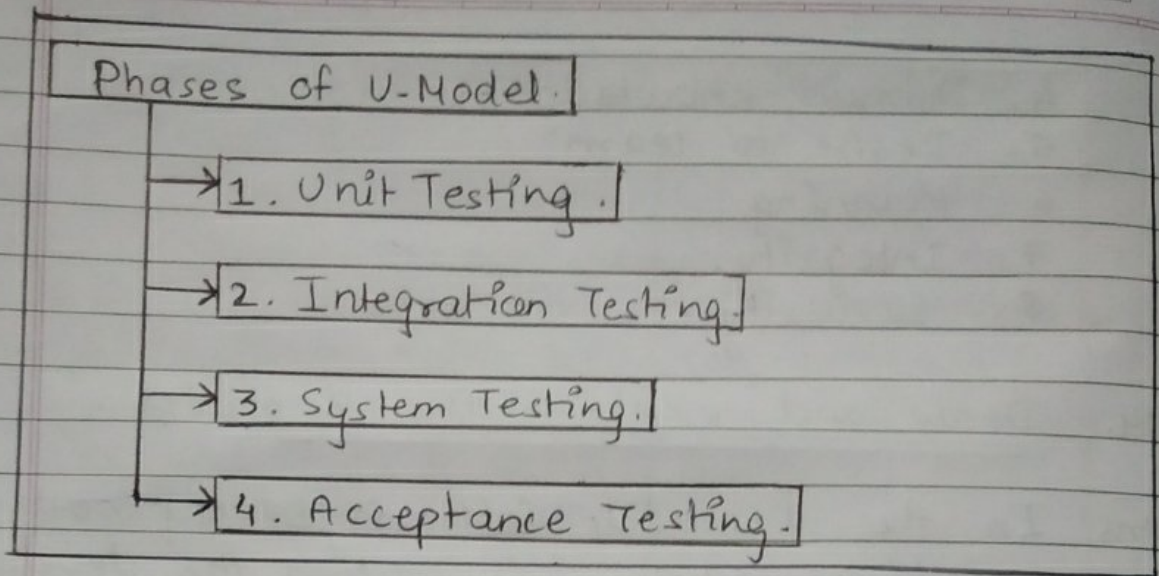 Phases of V-Model.
1. Unit Testing.
2. Integration Testing.
3. System Testing.
4. Acceptance Testing.